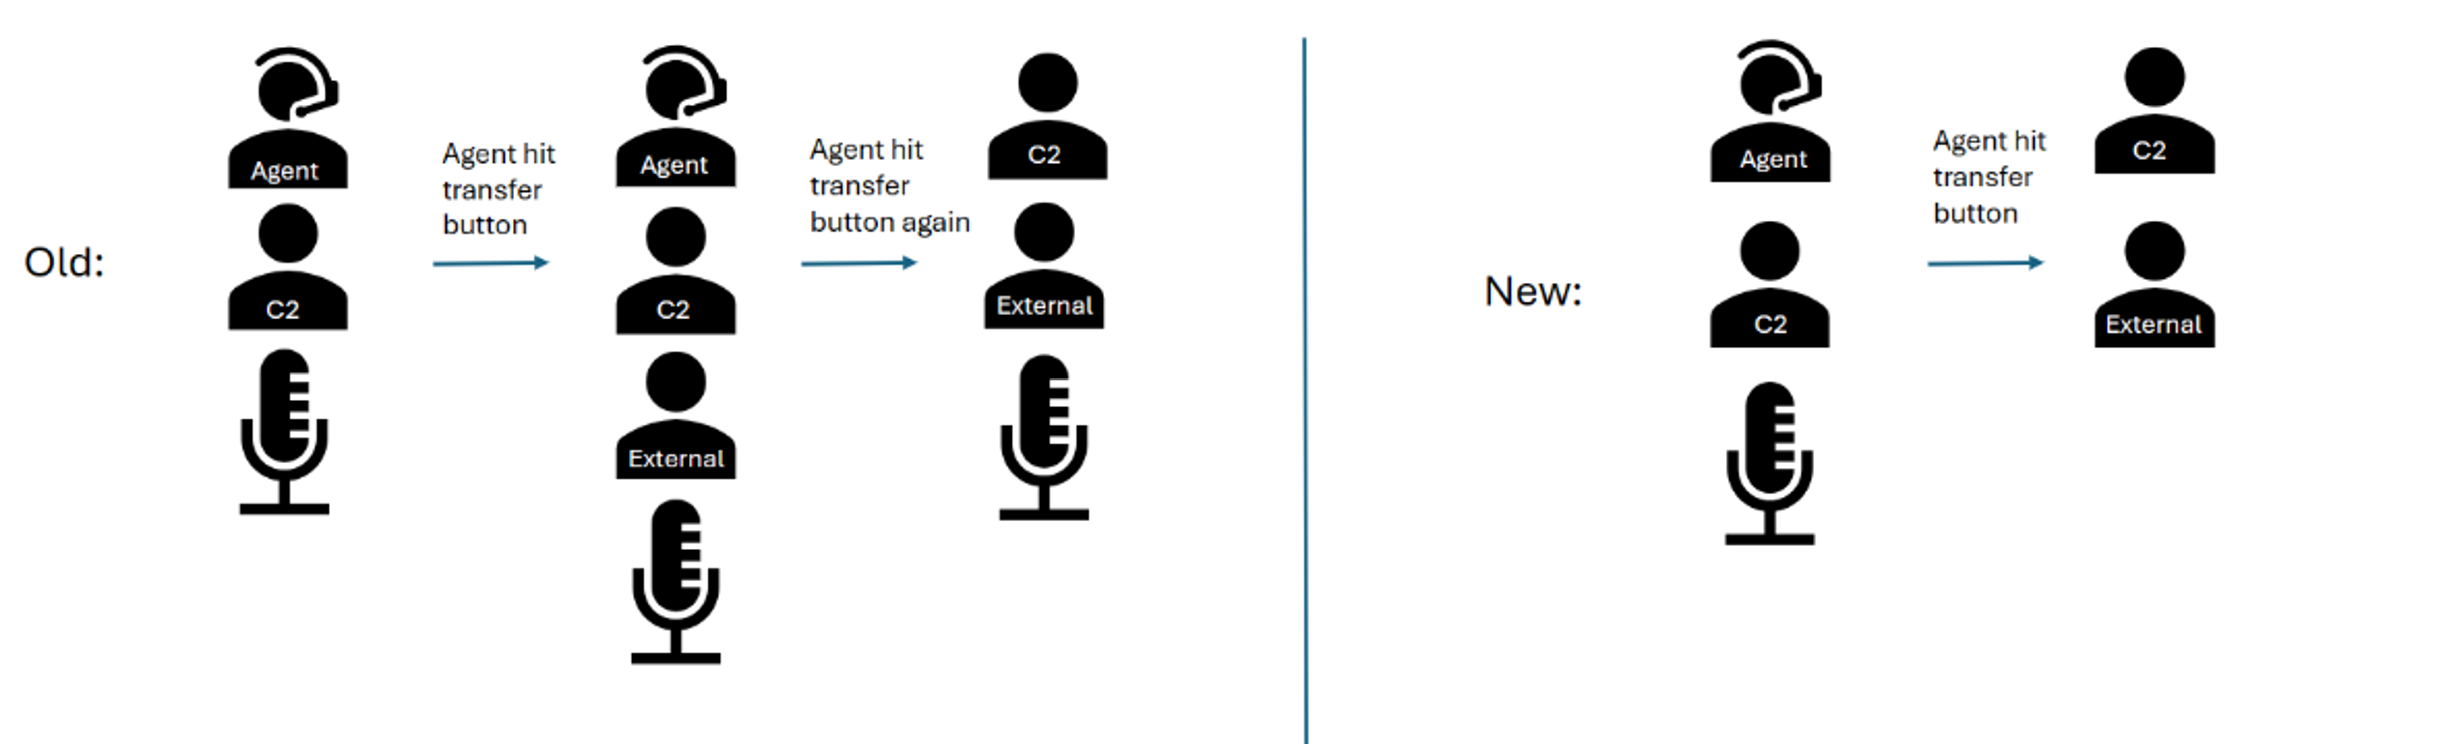 Old:
Agent
C2
Agent hit
transfer
button
Agent
C2
External
Agent hit
transfer
button again
C2
External
New:
Agent
C2
Agent hit
transfer
button
C2
External